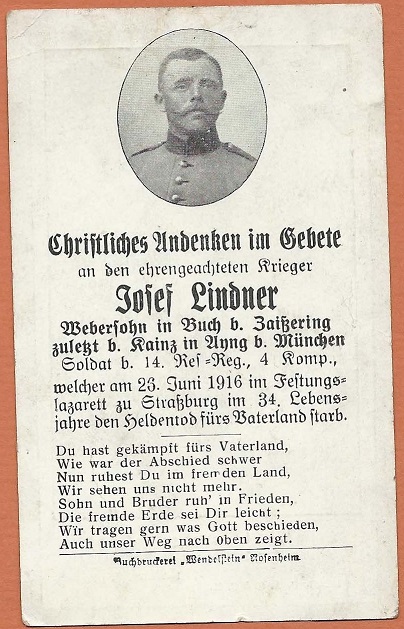 Christliches Andenken im Gebete
an den ehrengeachteten Krieger
Josef Lindner
Webersohn in Buch b. Zaißering
zuletzt b. Kainz in Ayng b. München
Soldat b. 14. Res.-Reg., 4 Komp.,
welcher am 23. Juni 1916 im Festungs-
lazarett zu Straßburg im 34. Lebens-
jahre den Heldentod fürs Vaterland starb.
Du hast gekämpft fürs Vaterland,
Wie war der Abschied schwer
Nun ruhest Du im fremden Land,
Wir sehen uns nicht mehr.
Sohn und Bruder ruh' in Frieden,
Die fremde Erde sei Dir leicht;
Wir tragen gern was Gott beschieden,
Auch unser Weg nach oben zeigt.
Buchdruckerei „Wendelstein" Rosenheim